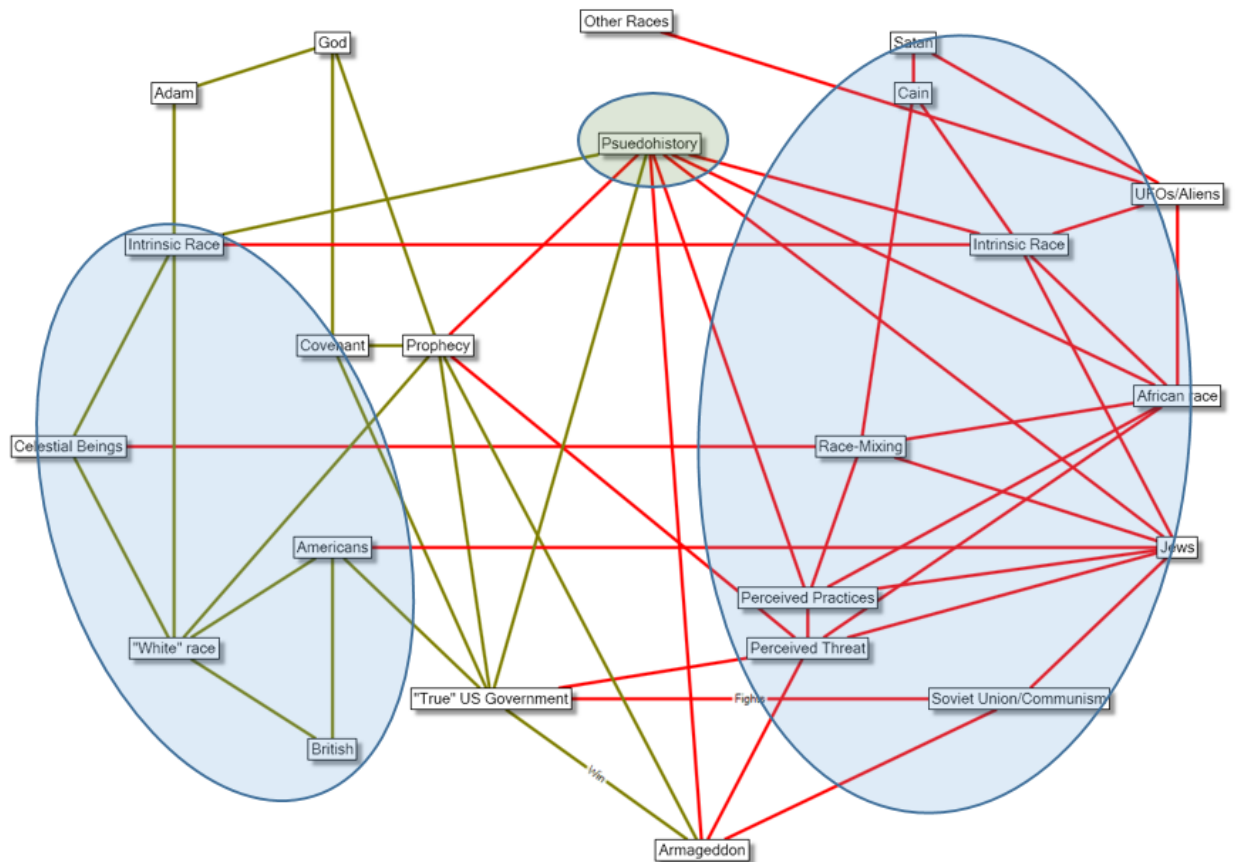 Other Races
God
Satan
Adam
Cain
Psuedohistory
UFOs/Aliens
Intrinsic Race
Intrinsic Race
Covenant
Prophecy
African race
Celestial Beings
Race-Mixing
Americans
Jews
Perceived Practices
"White" race
Perceived Threat
"True" US Government
Fights
Soviet Union/Communism
British
Win
Armageddon